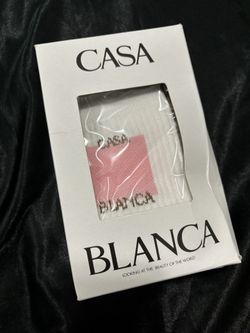 CASA
CASA
BLANCA
BLANCA
LOOKING AT THE BEAUTY OF THE WORLD